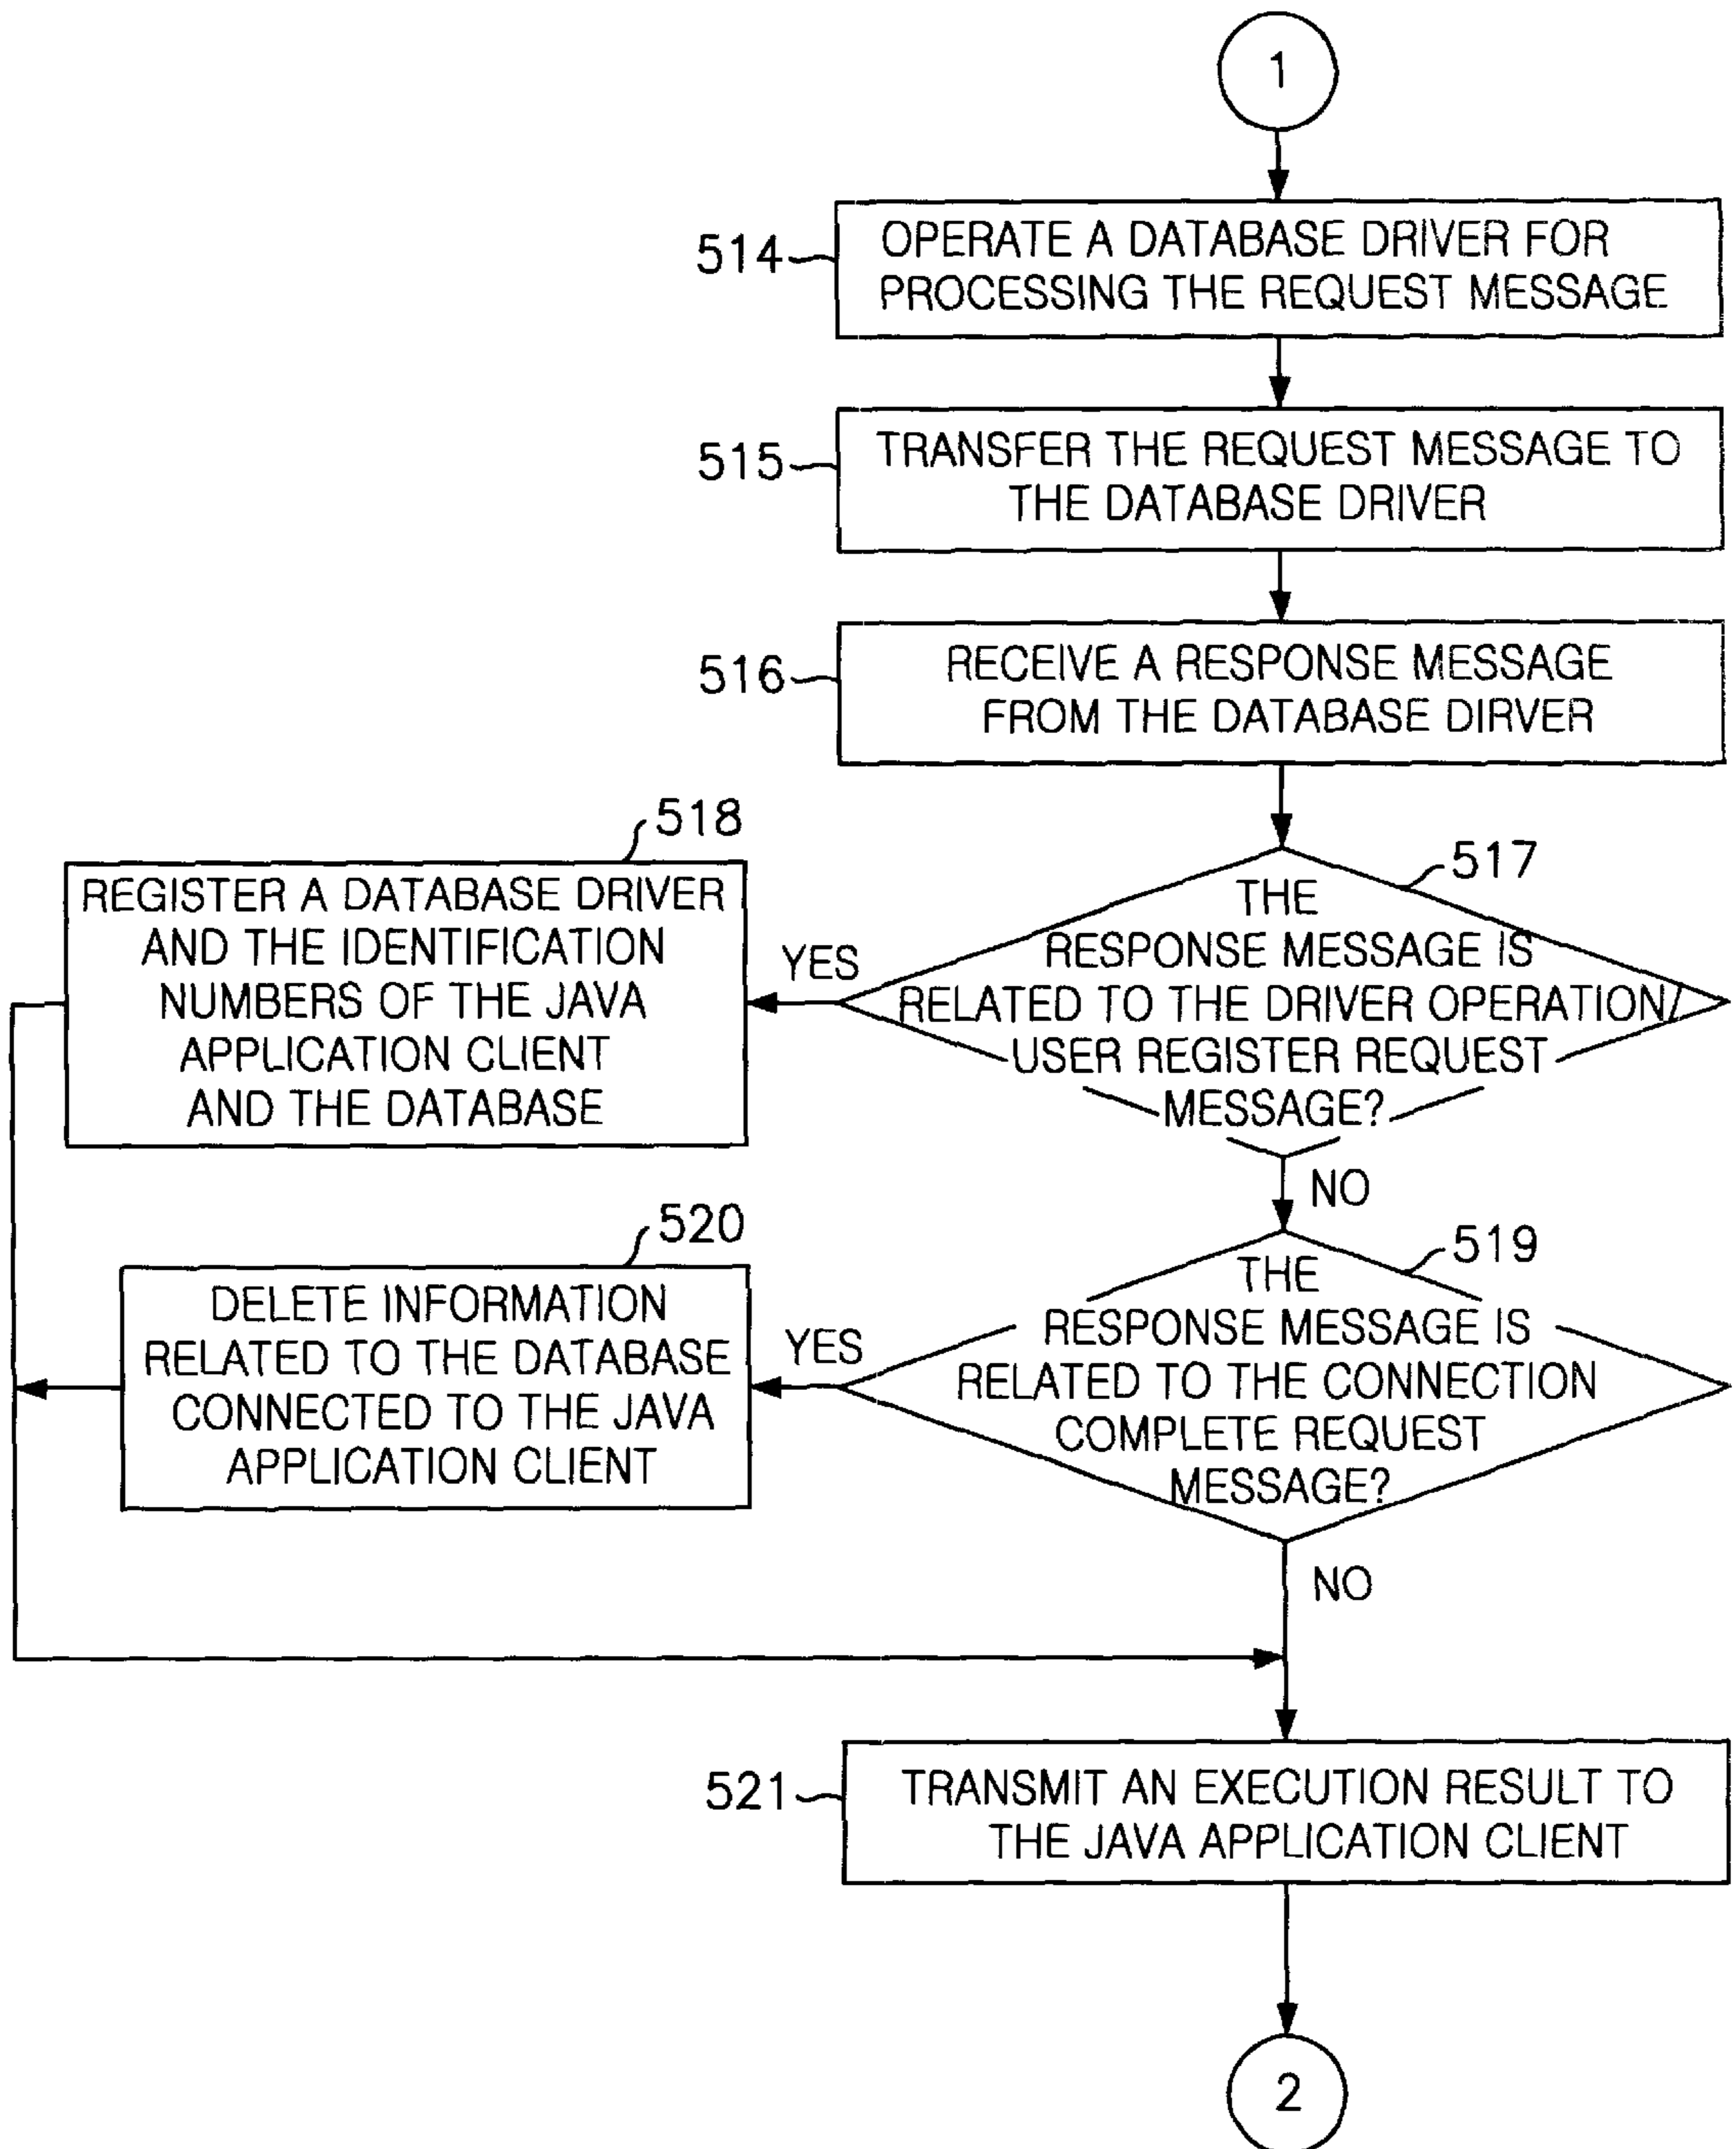 1
514
OPERATE A DATABASE DRIVER FOR
PROCESSING THE REQUEST MESSAGE
515
TRANSFER THE REQUEST MESSAGE TO
THE DATABASE DRIVER
516
RECEIVE A RESPONSE MESSAGE
FROM THE DATABASE DIRVER
517
THE
RESPONSE MESSAGE IS
RELATED TO THE DRIVER OPERATION/
USER REGISTER REQUEST
MESSAGE?
YES
518
REGISTER A DATABASE DRIVER
AND THE IDENTIFICATION
NUMBERS OF THE JAVA
APPLICATION CLIENT
AND THE DATABASE
NO
519
THE
RESPONSE MESSAGE IS
RELATED TO THE CONNECTION
COMPLETE REQUEST
MESSAGE?
YES
520
DELETE INFORMATION
RELATED TO THE DATABASE
CONNECTED TO THE JAVA
APPLICATION CLIENT
NO
521
TRANSMIT AN EXECUTION RESULT TO
THE JAVA APPLICATION CLIENT
2